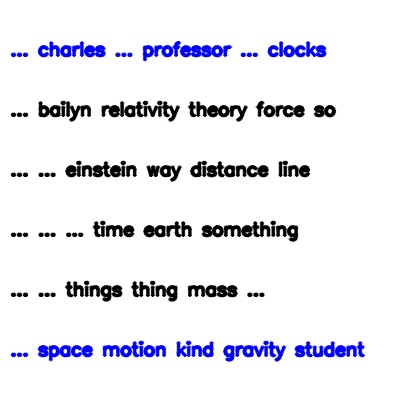 ... charles ... professor ... clocks
... bailyn relativity theory force so
... ... einstein way distance line
... ... ... time earth something
... ... things thing mass ...
... space motion kind gravity student